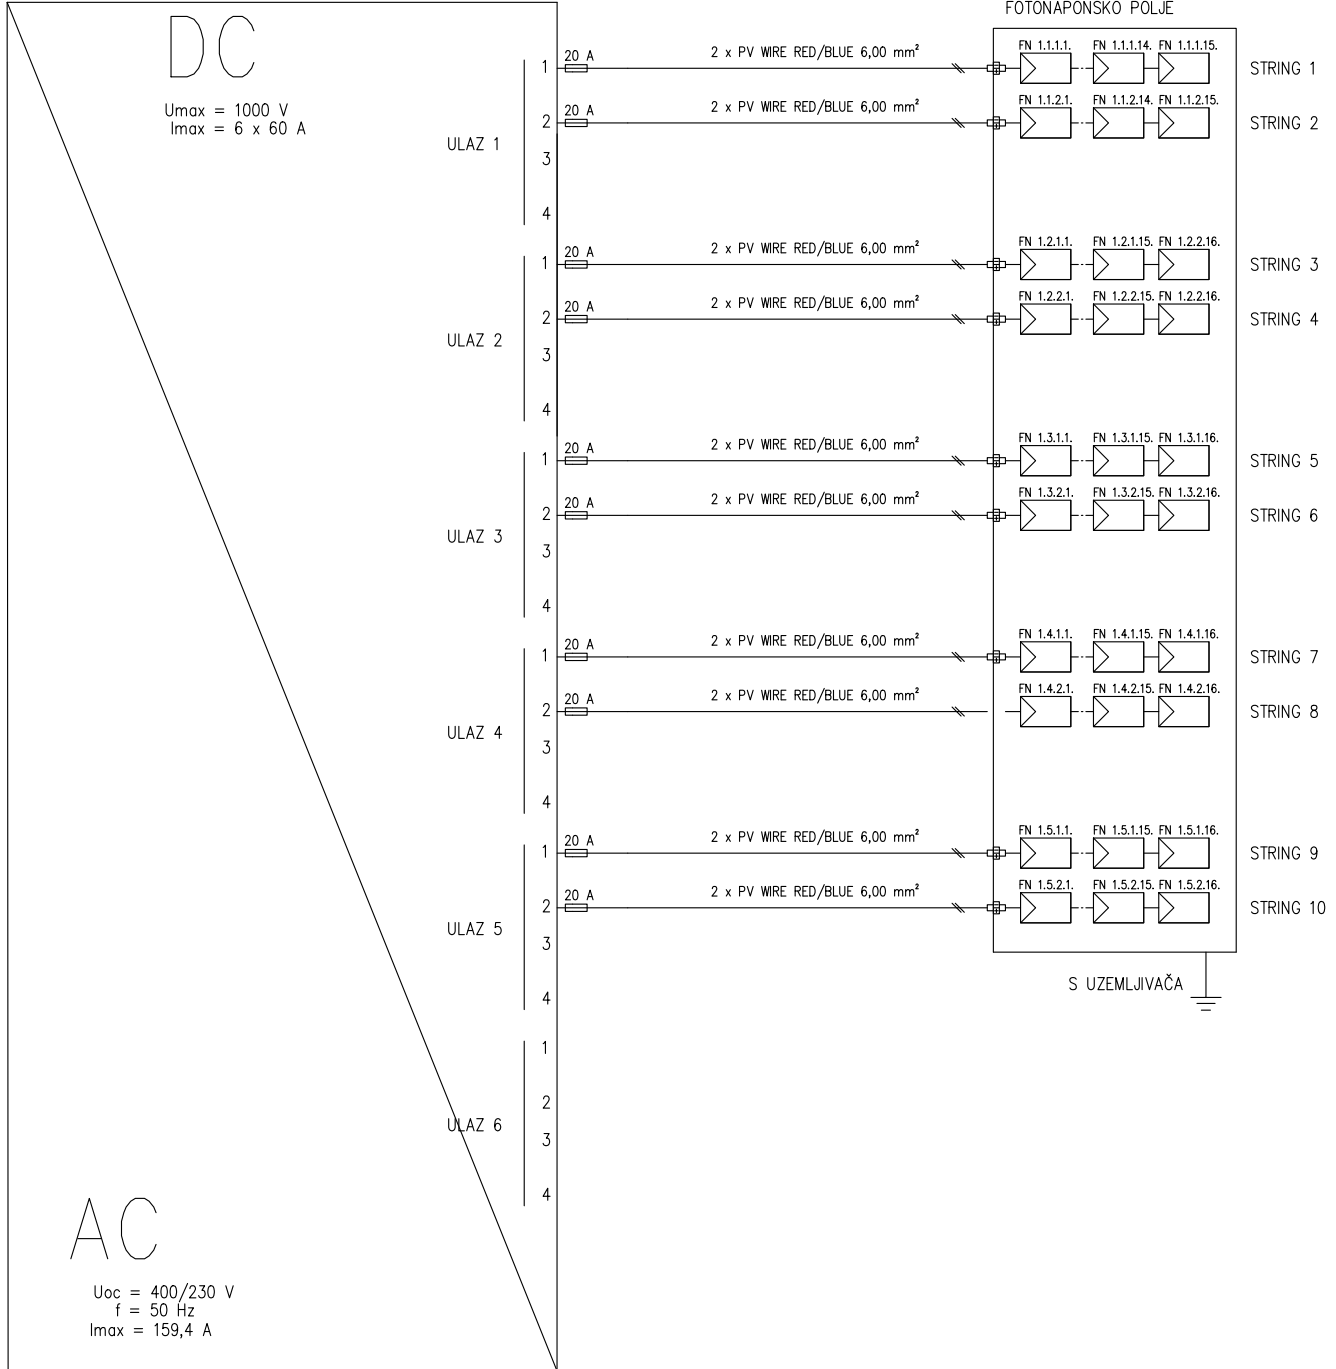 FOTONAPONSKO POLJE
DC
Umax = 1000 V
Imax = 6 x 60 A
ULAZ 1
1
20 A
2 x PV WIRE RED/BLUE 6,00 mm²
FN 1.1.1.1. FN 1.1.1.14. FN 1.1.1.15.
STRING 1
2
20 A
2 x PV WIRE RED/BLUE 6,00 mm²
FN 1.1.2.1. FN 1.1.2.14. FN 1.1.2.15.
STRING 2
3
4
ULAZ 2
1
20 A
2 x PV WIRE RED/BLUE 6,00 mm²
FN 1.2.1.1. FN 1.2.1.15. FN 1.2.2.16.
STRING 3
2
20 A
2 x PV WIRE RED/BLUE 6,00 mm²
FN 1.2.2.1. FN 1.2.2.15. FN 1.2.2.16.
STRING 4
3
4
ULAZ 3
1
20 A
2 x PV WIRE RED/BLUE 6,00 mm²
FN 1.3.1.1. FN 1.3.1.15. FN 1.3.1.16.
STRING 5
2
20 A
2 x PV WIRE RED/BLUE 6,00 mm²
FN 1.3.2.1. FN 1.3.2.15. FN 1.3.2.16.
STRING 6
3
4
ULAZ 4
1
20 A
2 x PV WIRE RED/BLUE 6,00 mm²
FN 1.4.1.1. FN 1.4.1.15. FN 1.4.1.16.
STRING 7
2
20 A
2 x PV WIRE RED/BLUE 6,00 mm²
FN 1.4.2.1. FN 1.4.2.15. FN 1.4.2.16.
STRING 8
3
4
ULAZ 5
1
20 A
2 x PV WIRE RED/BLUE 6,00 mm²
FN 1.5.1.1. FN 1.5.1.15. FN 1.5.1.16.
STRING 9
2
20 A
2 x PV WIRE RED/BLUE 6,00 mm²
FN 1.5.2.1. FN 1.5.2.15. FN 1.5.2.16.
STRING 10
3
4
S UZEMLJIVAČA
ULAZ 6
1
2
3
4
AC
Uoc = 400/230 V
f = 50 Hz
Imax = 159,4 A